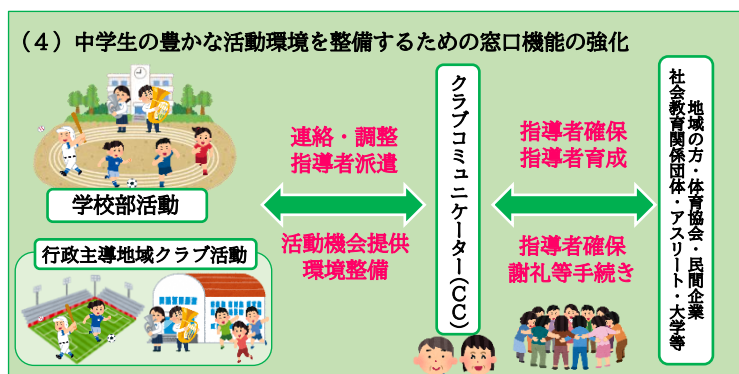 (4)中学生の豊かな活動環境を整備するための窓口機能の強化
学校部活動
行政主導地域クラブ活動
連絡・調整
指導者派遣
活動機会提供
環境整備
クラブコミュニケーター(CC)
指導者確保
指導者育成
指導者確保
謝礼等手続き
地域の方・体育協会・民間企業
社会教育関係団体・アスリート・大学等